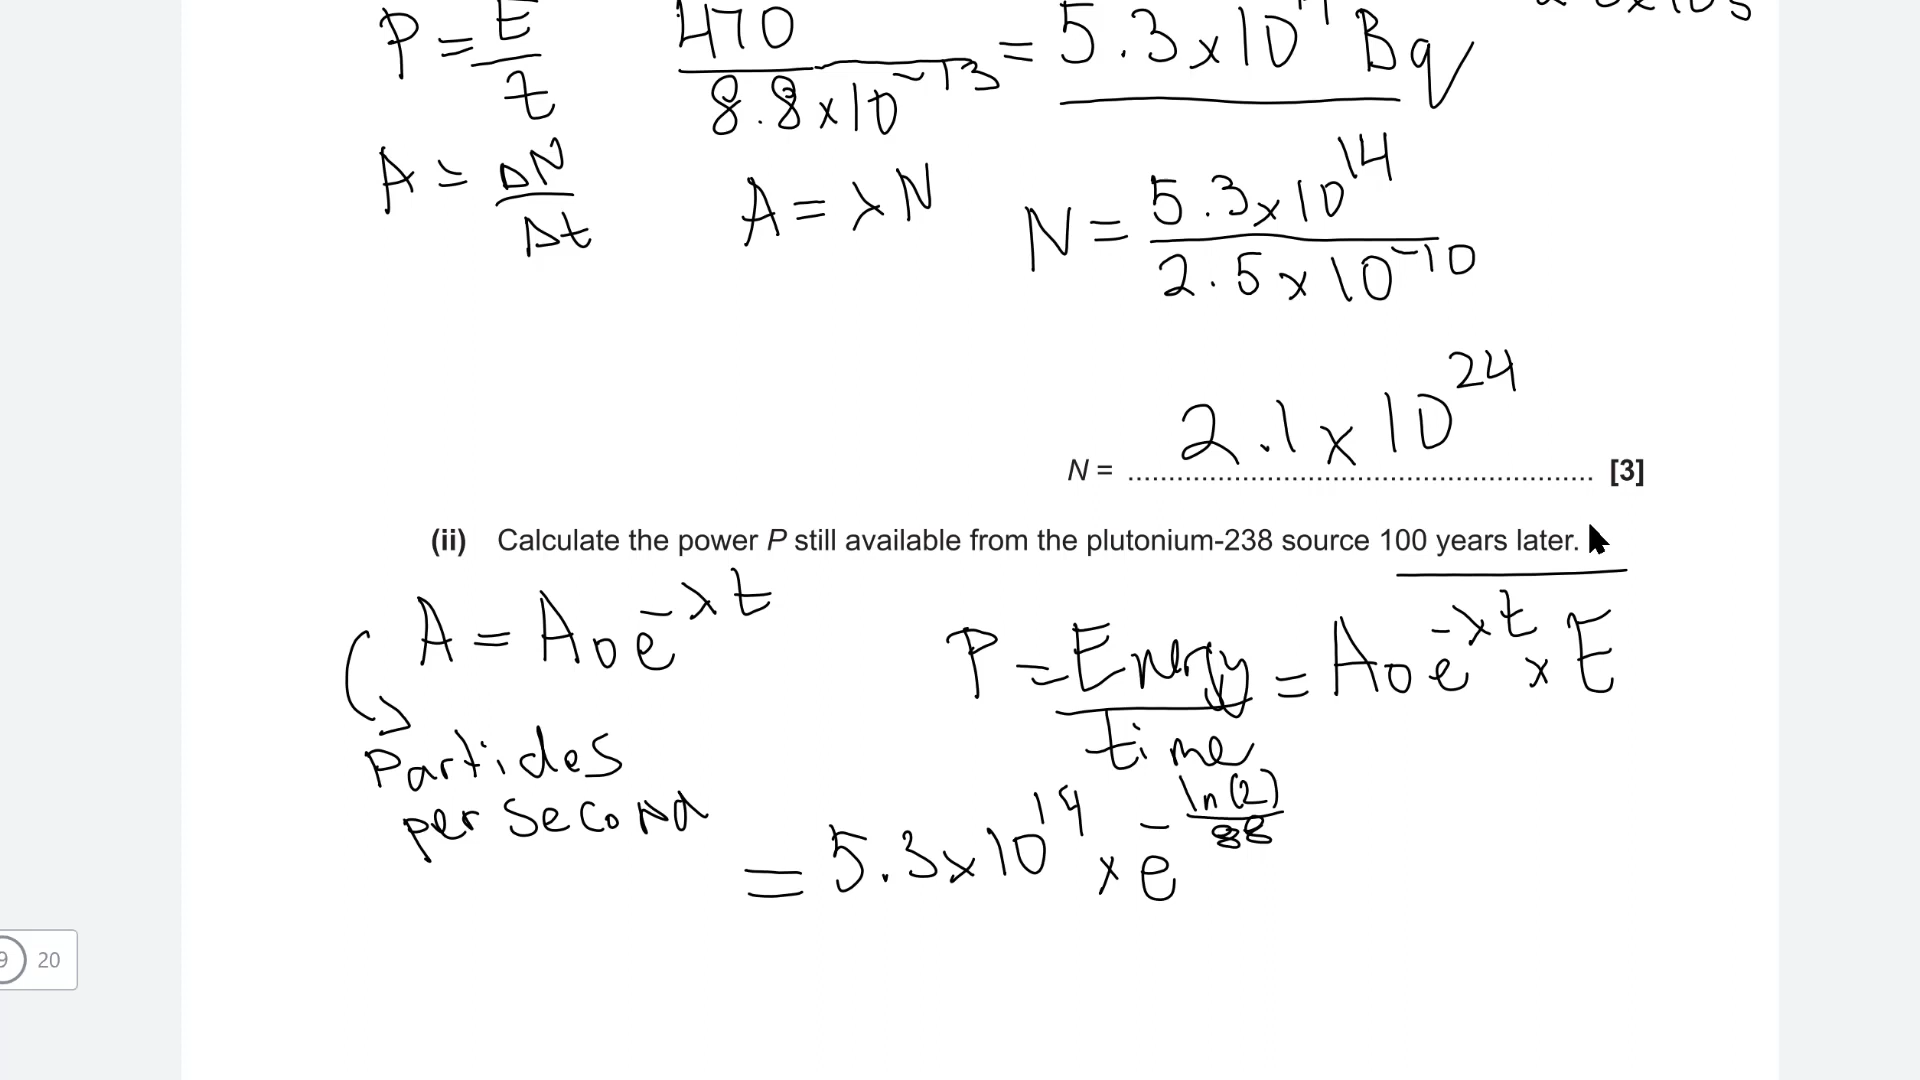 P = E/t 470/8.8x10^-13 = 5.3x10^14 Bq
A = ΔN/Δt A = λN N = 5.3x10^14/2.5x10^-10
2.1x10^24
N = ........ [3]
(ii) Calculate the power P still available from the plutonium-238 source 100 years later.
A = A₀e^-λt P = Energy/time = A₀e^-λt x E
Particles
per Second
= 5.3x10^14 x e^-ln(2)/88
9 20